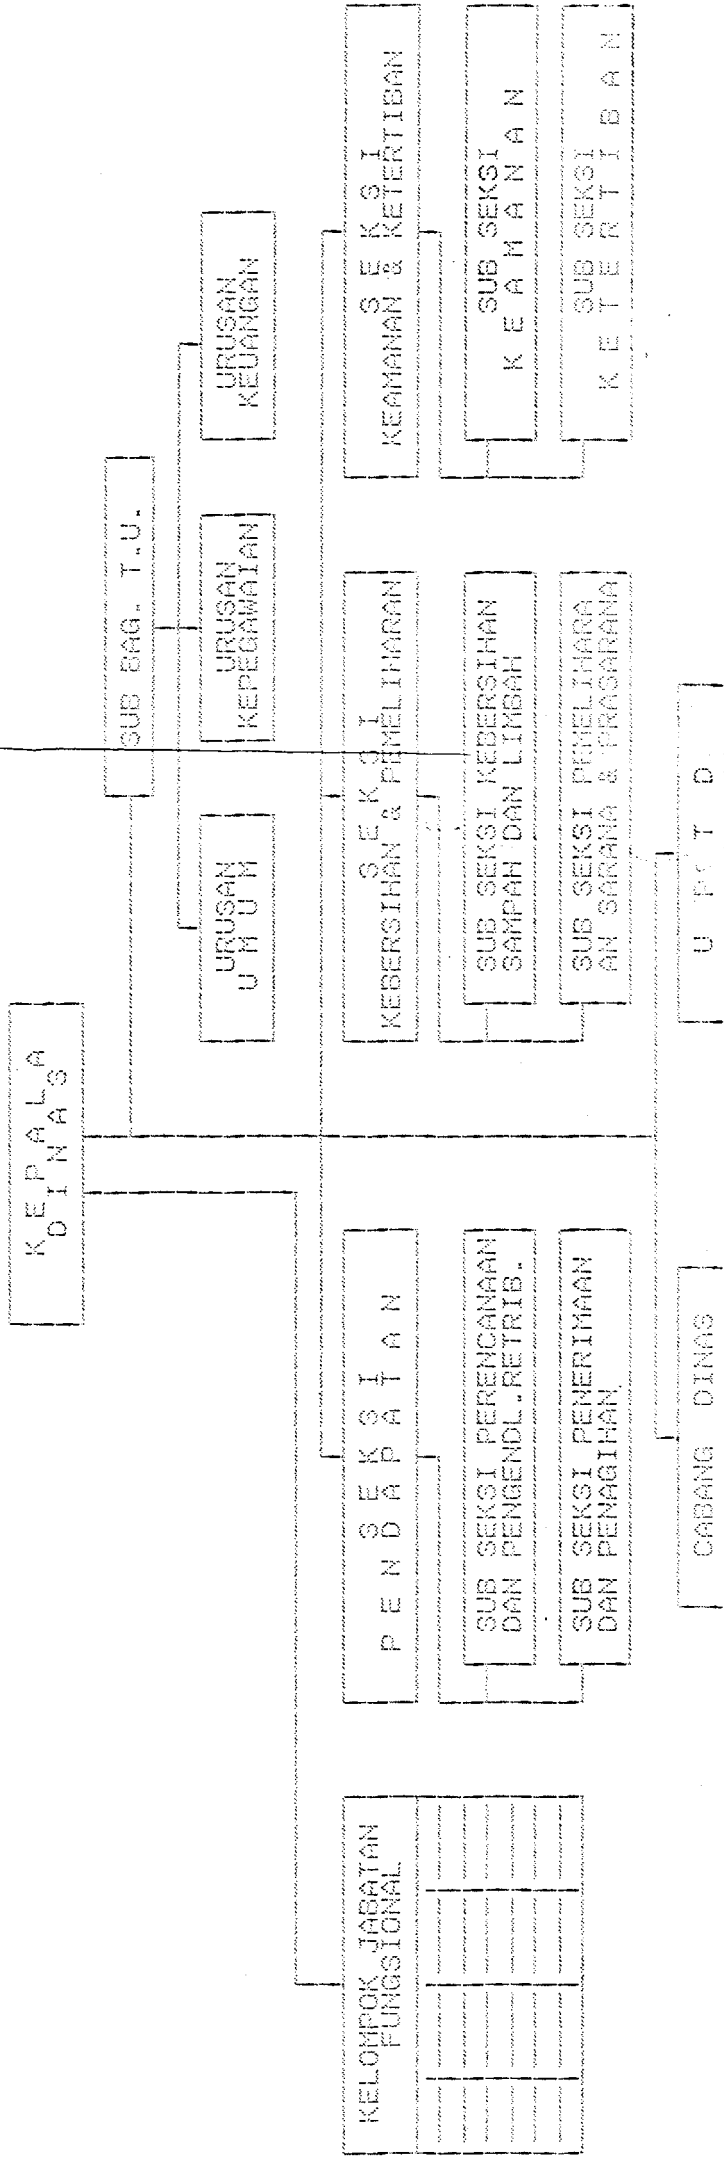 K E P A L A
D I N A S
SUB BAG. T.U.
URUSAN
U M U M
URUSAN
KEPEGAWAIAN
URUSAN
KEUANGAN
KELOMPOK JABATAN
FUNGSIONAL
S E K S I
P E N D A P A T A N
S E K S I
KEBERSIHAN & PEMELIHARAN
S E K S I
KEAMANAN & KETERTIBAN
SUB SEKSI PERENCANAAN
DAN PENGENDL.RETRIB.
SUB SEKSI KEBERSIHAN
SAMPAH DAN LIMBAH
SUB SEKSI
K E A M A N A N
SUB SEKSI PENERIMAAN
DAN PENAGIHAN
SUB SEKSI PEMELIHARA
AN SARANA & PRASARANA
SUB SEKSI
K E T E R T I B A N
CABANG DINAS
U P T D